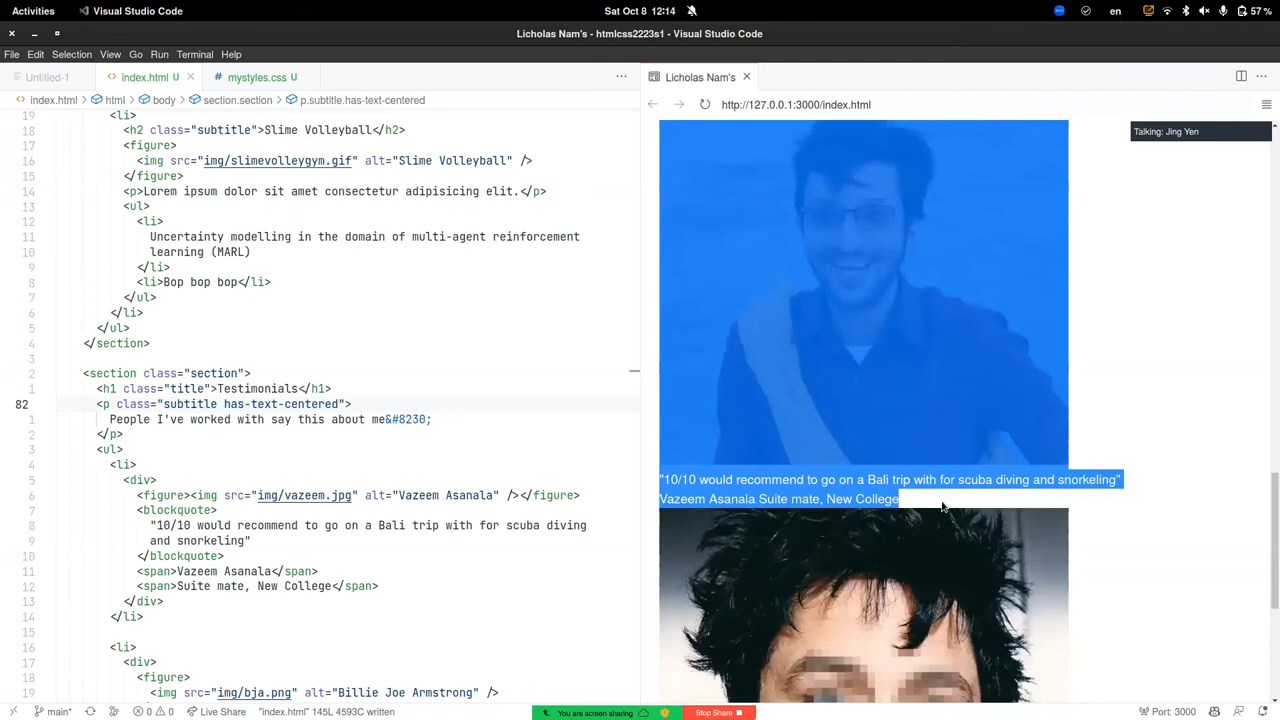 Activities
Visual Studio Code
Sat Oct 8 12:14
en
57 %
Licholas Nam's - htmlcss2223s1 - Visual Studio Code
File Edit Selection View Go Run Terminal Help
Untitled-1
index.html U
mystyles.css U
Licholas Nam's
index.html > html > body > section.section > p.subtitle.has-text-centered
http://127.0.0.1:3000/index.html
Talking: Jing Yen
19 <li>
18 <h2 class="subtitle">Slime Volleyball</h2>
17 <figure>
16 <img src="img/slimevolleygym.gif" alt="Slime Volleyball" />
15 </figure>
14 <p>Lorem ipsum dolor sit amet consectetur adipisicing elit.</p>
13 <ul>
12 <li>
11 Uncertainty modelling in the domain of multi-agent reinforcement
10 learning (MARL)
9 </li>
8 <li>Bop bop bop</li>
7 </ul>
6 </li>
5 </ul>
4 </section>
3
2 <section class="section">
1 <h1 class="title">Testimonials</h1>
82 <p class="subtitle has-text-centered">
1 People I've worked with say this about me&#8230;
2 </p>
3 <ul>
4 <li>
5 <div>
6 <figure><img src="img/vazeem.jpg" alt="Vazeem Asanala" /></figure>
7 <blockquote>
8 "10/10 would recommend to go on a Bali trip with for scuba diving
9 and snorkeling"
10 </blockquote>
11 <span>Vazeem Asanala</span>
12 <span>Suite mate, New College</span>
13 </div>
14 </li>
15
16 <li>
17 <div>
18 <figure>
19 <img src="img/bja.png" alt="Billie Joe Armstrong" />
"10/10 would recommend to go on a Bali trip with for scuba diving and snorkeling"
Vazeem Asanala Suite mate, New College
main*
0 0
Live Share
"index.html" 145L 4593C written
You are screen sharing
Stop Share
Port: 3000